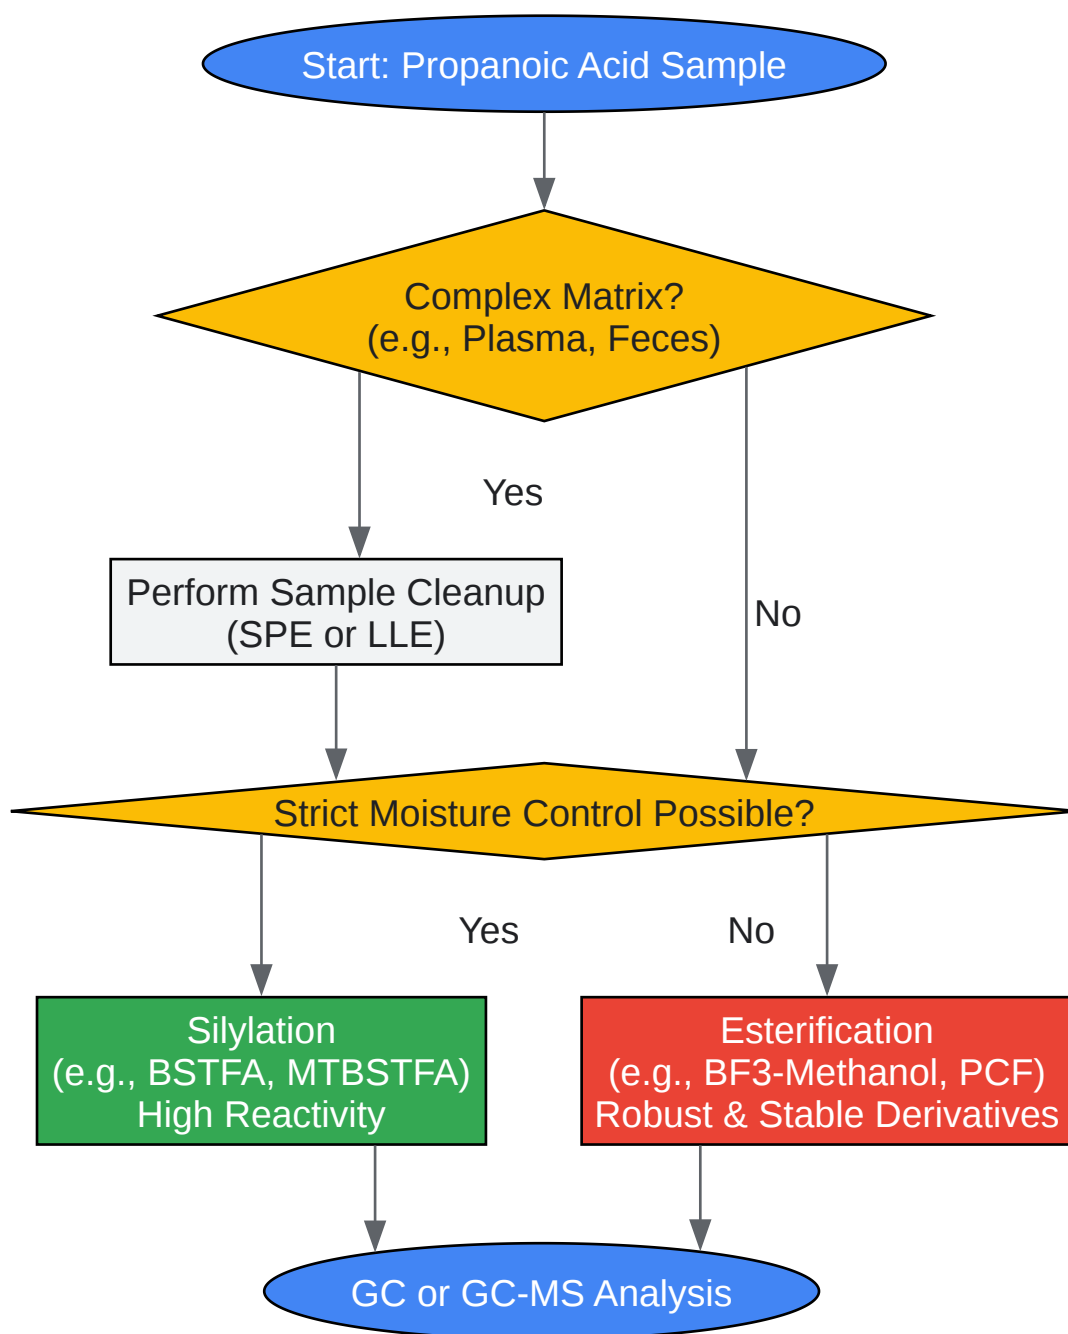 Start: Propanoic Acid Sample
Complex Matrix?
(e.g., Plasma, Feces)
Yes
Perform Sample Cleanup
(SPE or LLE)
No
Strict Moisture Control Possible?
Yes
No
Silylation
(e.g., BSTFA, MTBSTFA)
High Reactivity
Esterification
(e.g., BF3-Methanol, PCF)
Robust & Stable Derivatives
GC or GC-MS Analysis